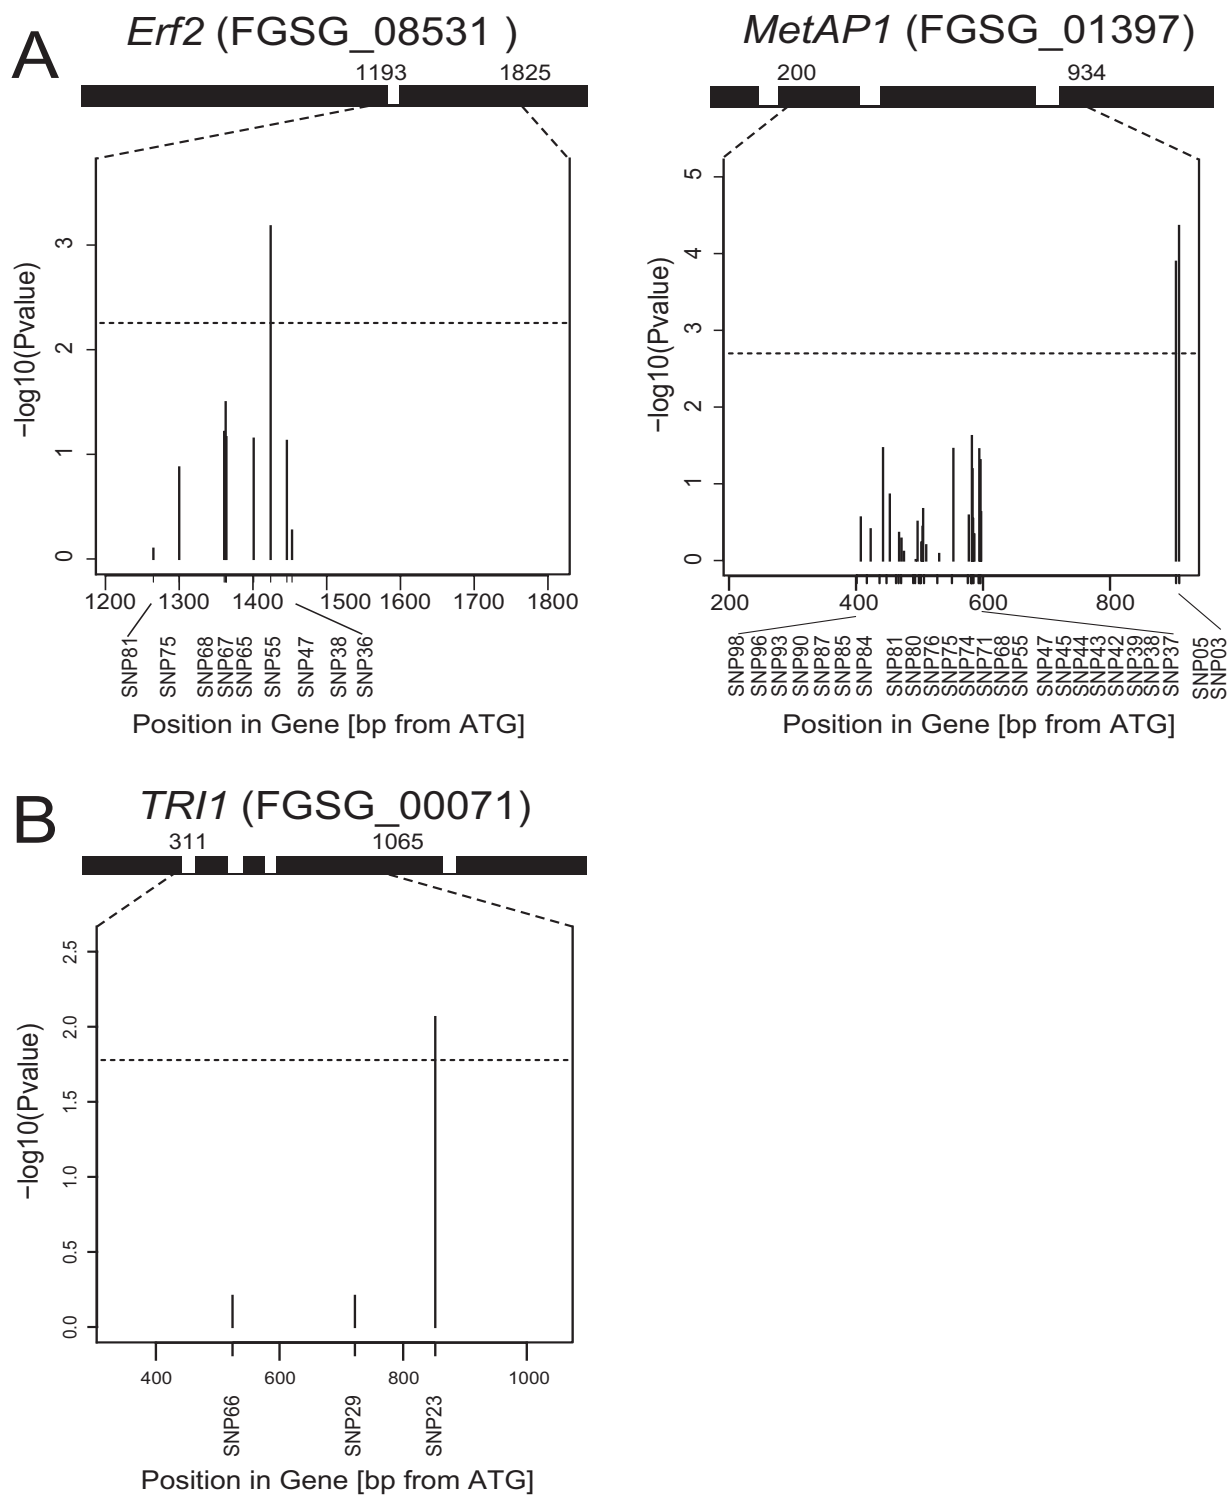 A
Erf2 (FGSG_08531 )
1193 1825
−log10(Pvalue)
3
2
1
0
1200 1300 1400 1500 1600 1700 1800
SNP81 SNP75 SNP68 SNP67 SNP65 SNP55 SNP47 SNP38 SNP36
Position in Gene [bp from ATG]
MetAP1 (FGSG_01397)
200 934
−log10(Pvalue)
5
4
3
2
1
0
200 400 600 800
SNP98 SNP96 SNP93 SNP90 SNP87 SNP85 SNP84 SNP81 SNP80 SNP76 SNP75 SNP74 SNP71 SNP68 SNP55 SNP47 SNP45 SNP44 SNP43 SNP42 SNP39 SNP38 SNP37 SNP05 SNP03
Position in Gene [bp from ATG]
B
TRI1 (FGSG_00071)
311 1065
−log10(Pvalue)
2.5
2.0
1.5
1.0
0.5
0.0
400 600 800 1000
SNP66 SNP29 SNP23
Position in Gene [bp from ATG]